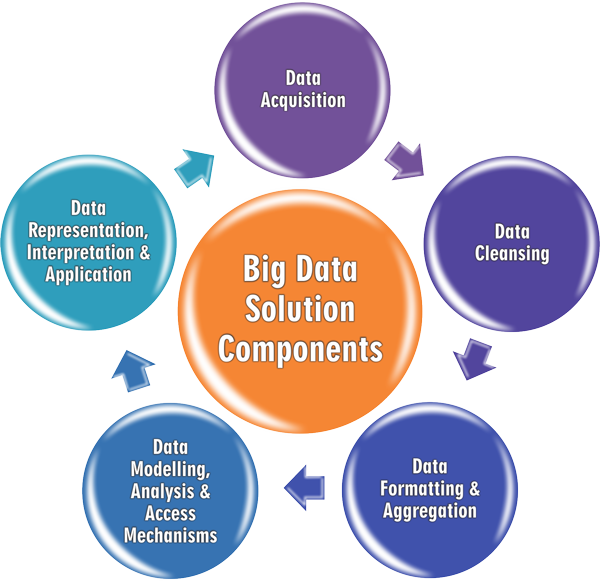 Data
Acquisition
Data
Cleansing
Data
Formatting &
Aggregation
Data
Modelling,
Analysis &
Access
Mechanisms
Data
Representation,
Interpretation &
Application
Big Data
Solution
Components